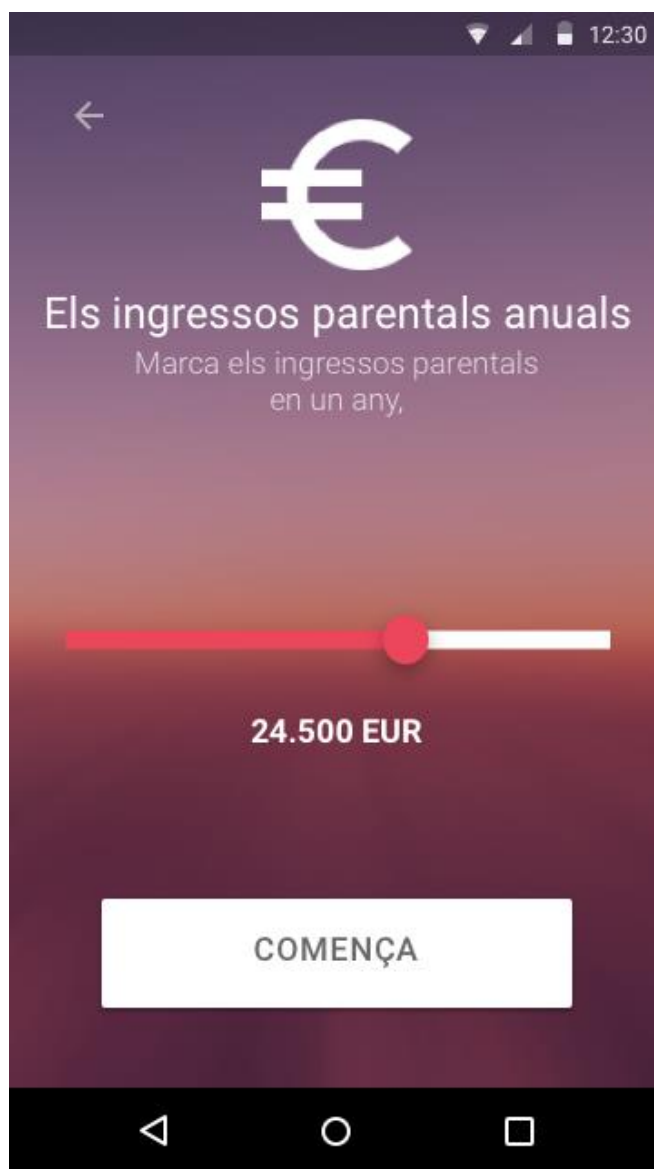 12:30
€
Els ingressos parentals anuals
Marca els ingressos parentals
en un any,
24.500 EUR
COMENÇA